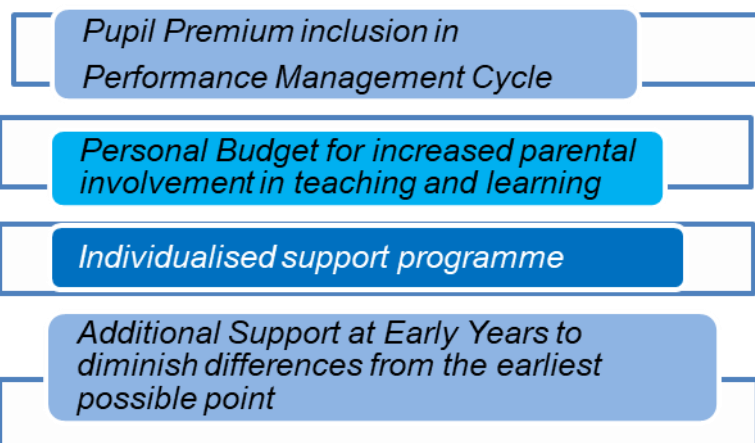 Pupil Premium inclusion in
Performance Management Cycle
Personal Budget for increased parental
involvement in teaching and learning
Individualised support programme
Additional Support at Early Years to
diminish differences from the earliest
possible point